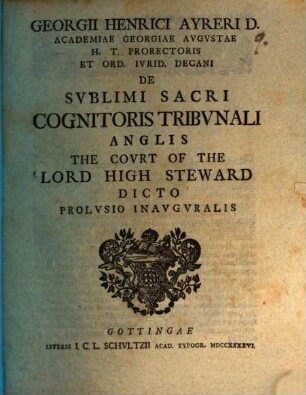 GEORGII HENRICI AYRERI D.
ACADEMIAE GEORGIAE AVGVSTAE
H. T. PRORECTORIS
ET ORD. IVRID. DECANI
DE
SVBLIMI SACRI
COGNITORIS TRIBVNALI
ANGLIS
THE COVRT OF THE
LORD HIGH STEWARD
DICTO
PROLVSIO INAVGVRALIS
GOTTINGAE
LITERIS I. C. L. SCHVLTZII ACAD. TYPOGR. MDCCXXXXVI.